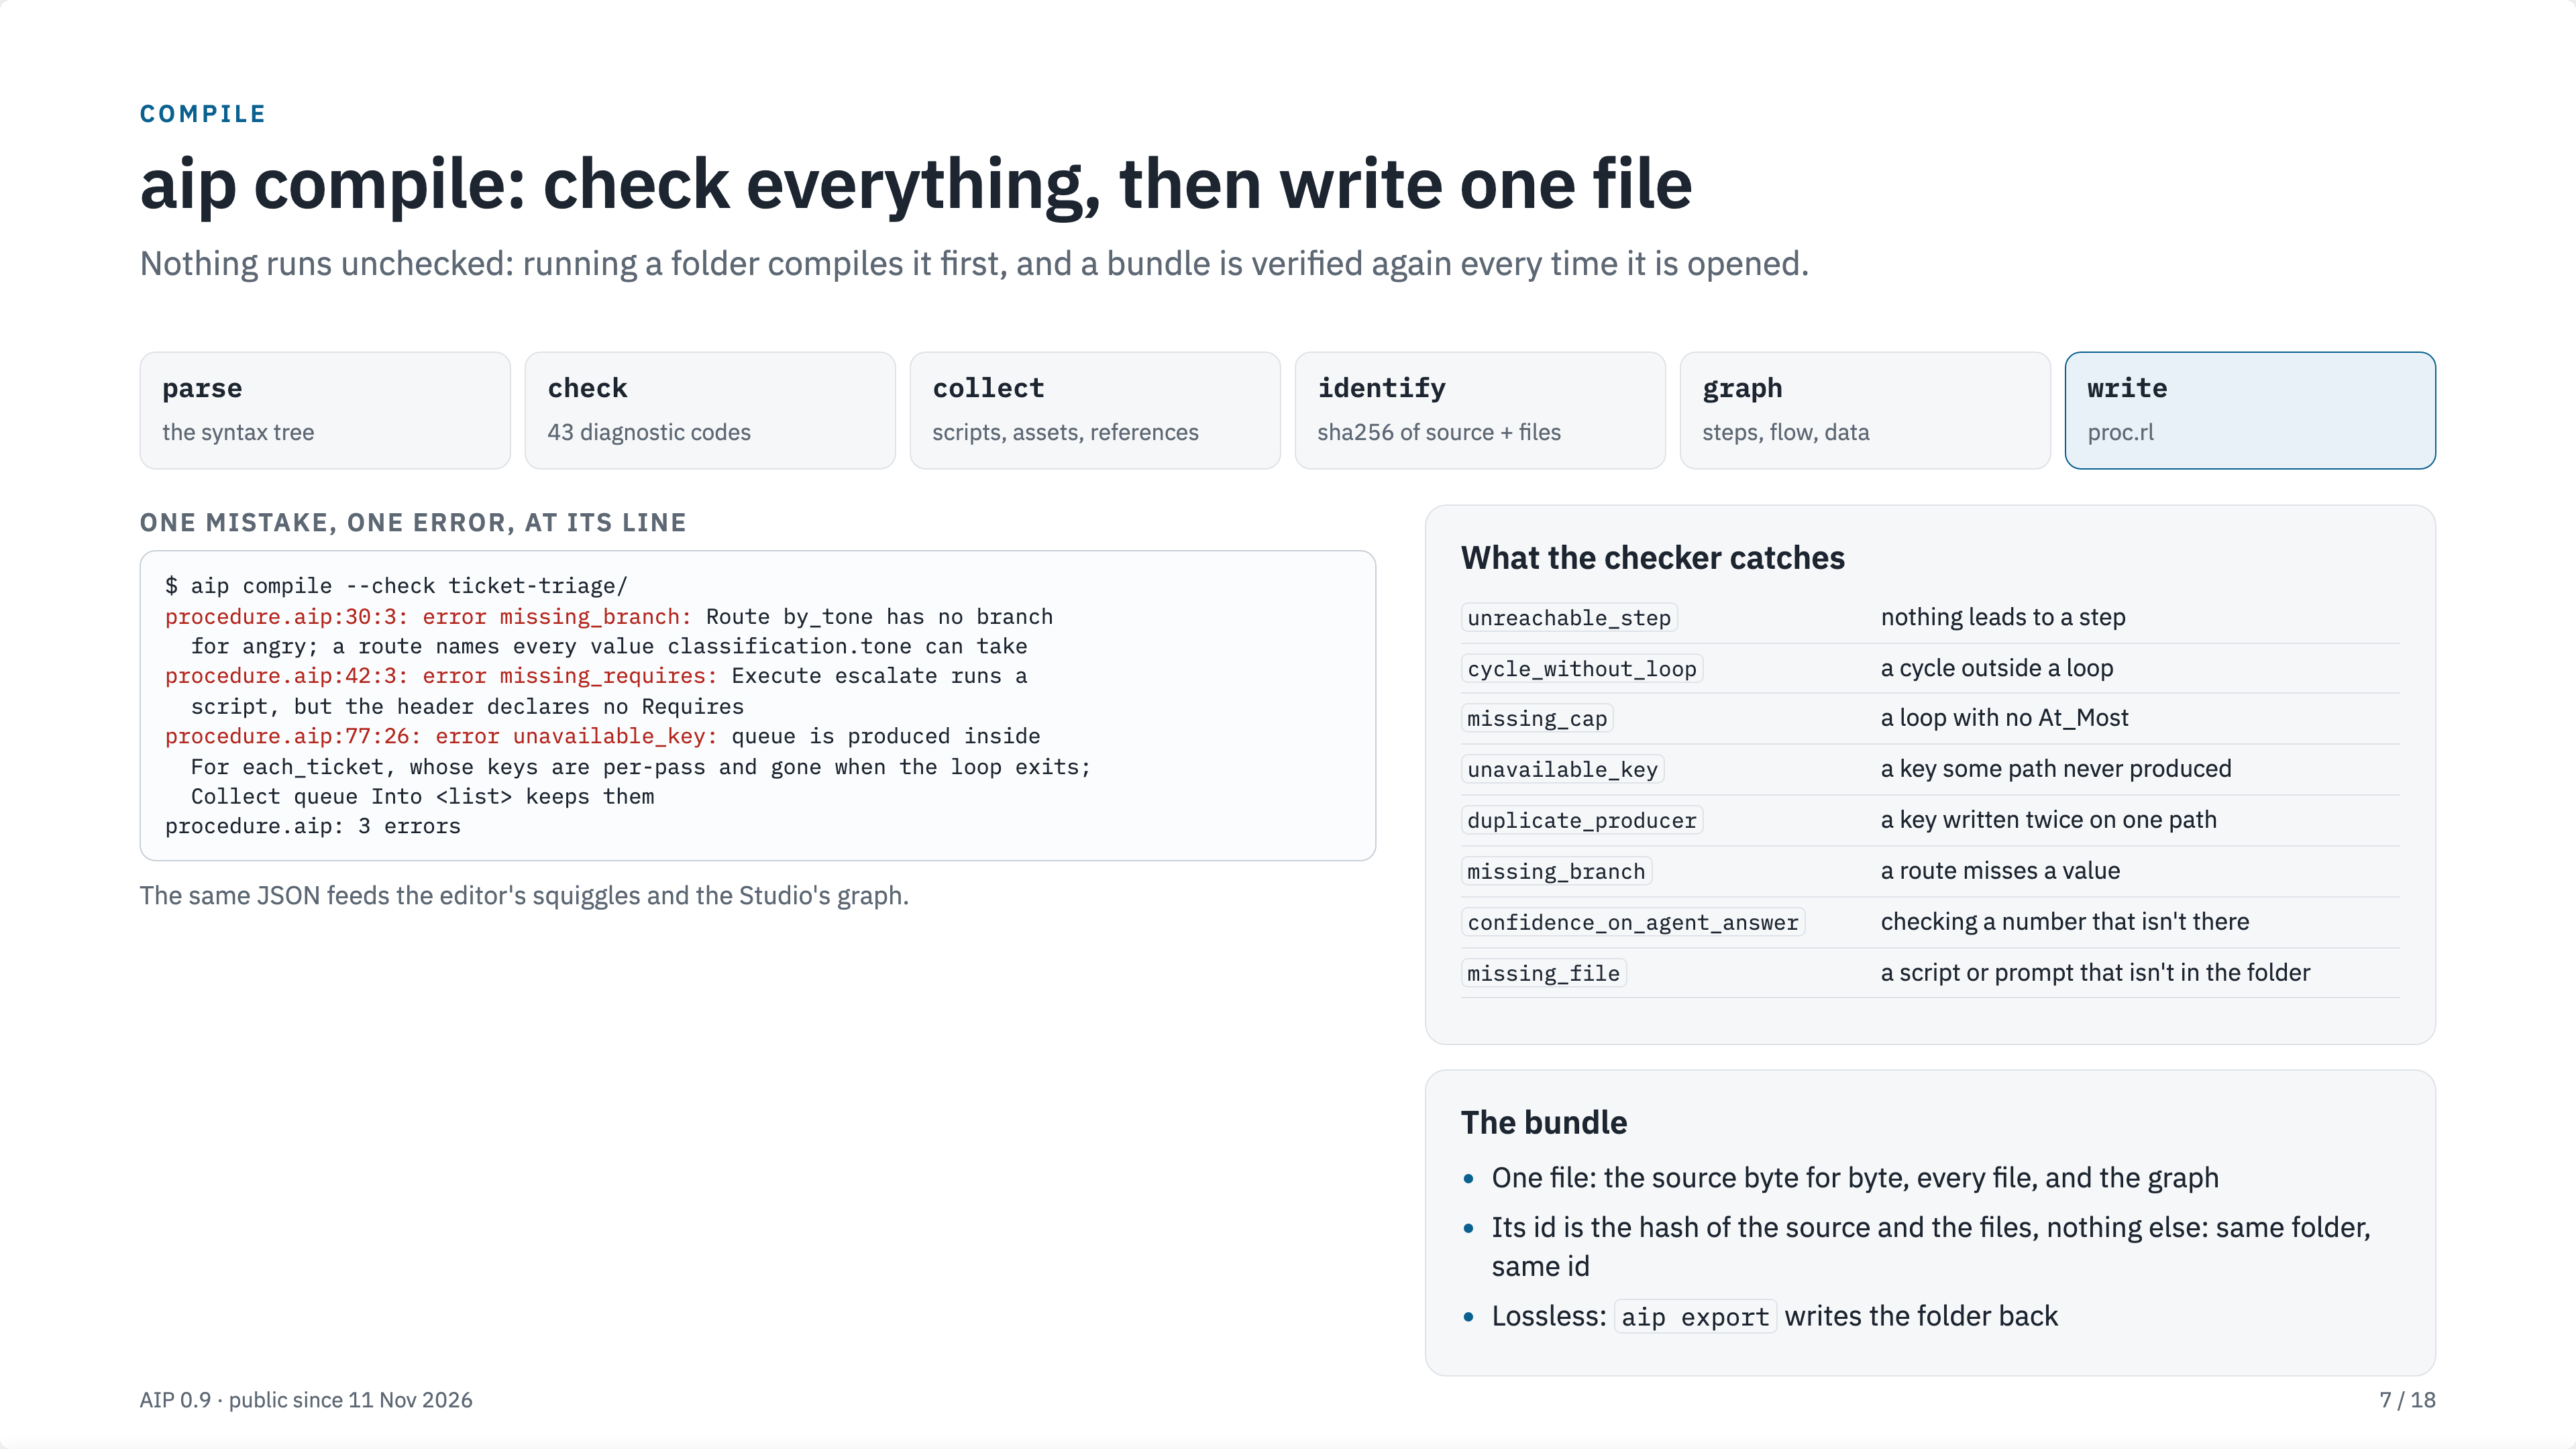 COMPILE
aip compile: check everything, then write one file
Nothing runs unchecked: running a folder compiles it first, and a bundle is verified again every time it is opened.
parse
the syntax tree
check
43 diagnostic codes
collect
scripts, assets, references
identify
sha256 of source + files
graph
steps, flow, data
write
proc.rl
ONE MISTAKE, ONE ERROR, AT ITS LINE
$ aip compile --check ticket-triage/
procedure.aip:30:3: error missing_branch: Route by_tone has no branch
for angry; a route names every value classification.tone can take
procedure.aip:42:3: error missing_requires: Execute escalate runs a
script, but the header declares no Requires
procedure.aip:77:26: error unavailable_key: queue is produced inside
For each_ticket, whose keys are per-pass and gone when the loop exits;
Collect queue Into <list> keeps them
procedure.aip: 3 errors
The same JSON feeds the editor's squiggles and the Studio's graph.
What the checker catches
unreachable_step nothing leads to a step
cycle_without_loop a cycle outside a loop
missing_cap a loop with no At_Most
unavailable_key a key some path never produced
duplicate_producer a key written twice on one path
missing_branch a route misses a value
confidence_on_agent_answer checking a number that isn't there
missing_file a script or prompt that isn't in the folder
The bundle
• One file: the source byte for byte, every file, and the graph
• Its id is the hash of the source and the files, nothing else: same folder,
same id
• Lossless: aip export writes the folder back
AIP 0.9 · public since 11 Nov 2026
7 / 18